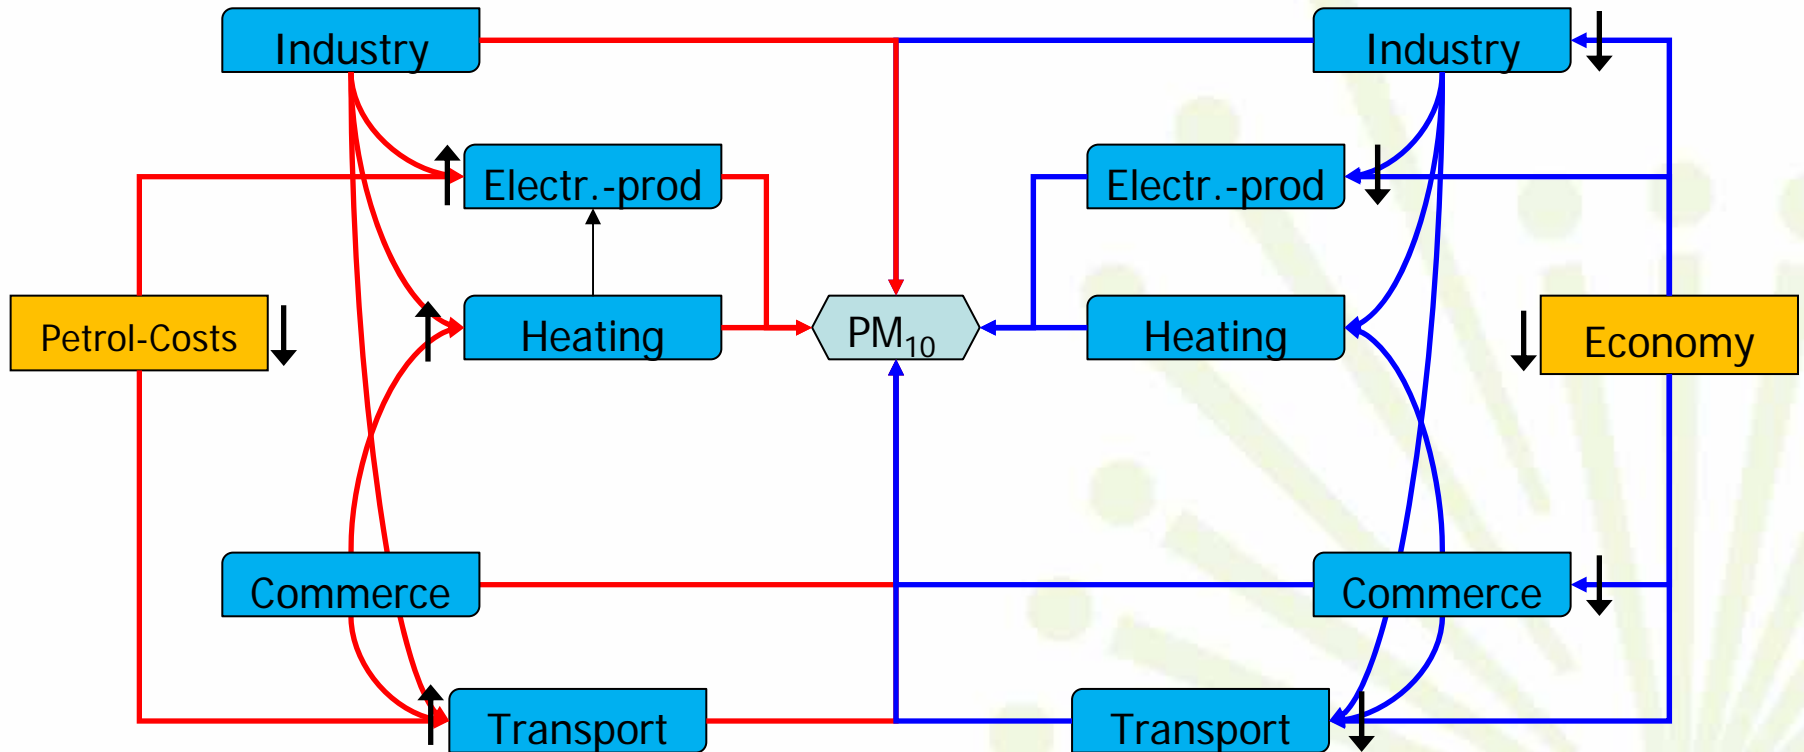 Industry
Industry
Electr.-prod
Electr.-prod
Petrol-Costs
Heating
PM10
Heating
Economy
Commerce
Commerce
Transport
Transport